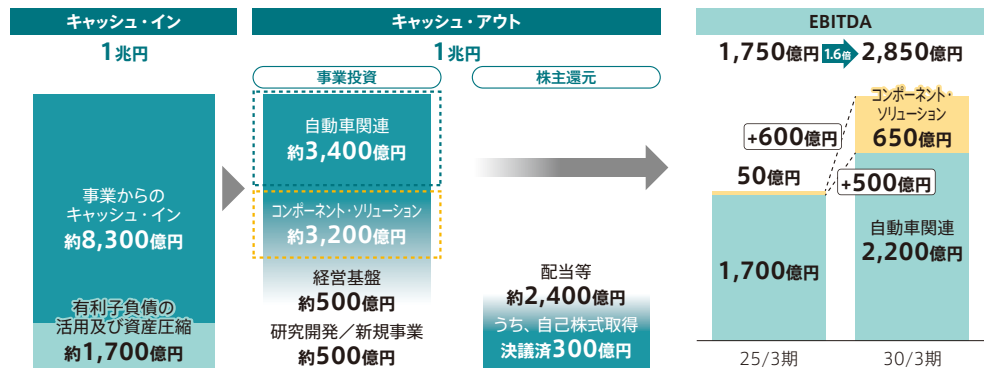 キャッシュ・イン
1兆円
事業からの
キャッシュ・イン
約8,300億円
有利子負債の
活用及び資産圧縮
約1,700億円
キャッシュ・アウト
1兆円
事業投資
自動車関連
約3,400億円
コンポーネント・ソリューション
約3,200億円
経営基盤
約500億円
研究開発／新規事業
約500億円
株主還元
配当等
約2,400億円
うち、自己株式取得
決議済300億円
EBITDA
1,750億円 1.6倍 2,850億円
コンポーネント・
ソリューション
650億円
+600億円
50億円
+500億円
自動車関連
2,200億円
1,700億円
25/3期
30/3期